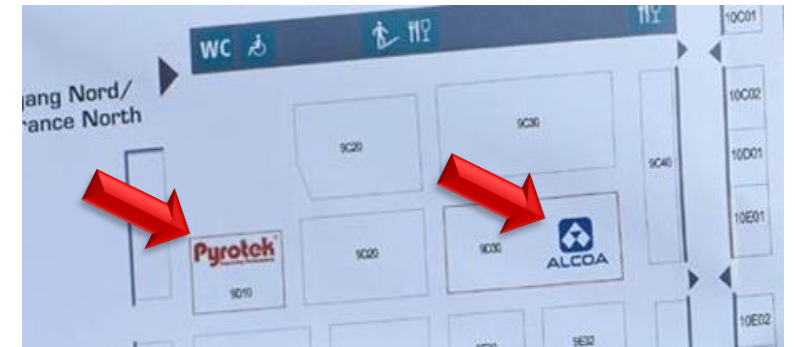 WC
10C01
gang Nord/
rance North
10C02
9C20
9C30
9C40
10D01
10E01
Pyrotek
9D10
9D20
9D30
ALCOA
9E32
10E02